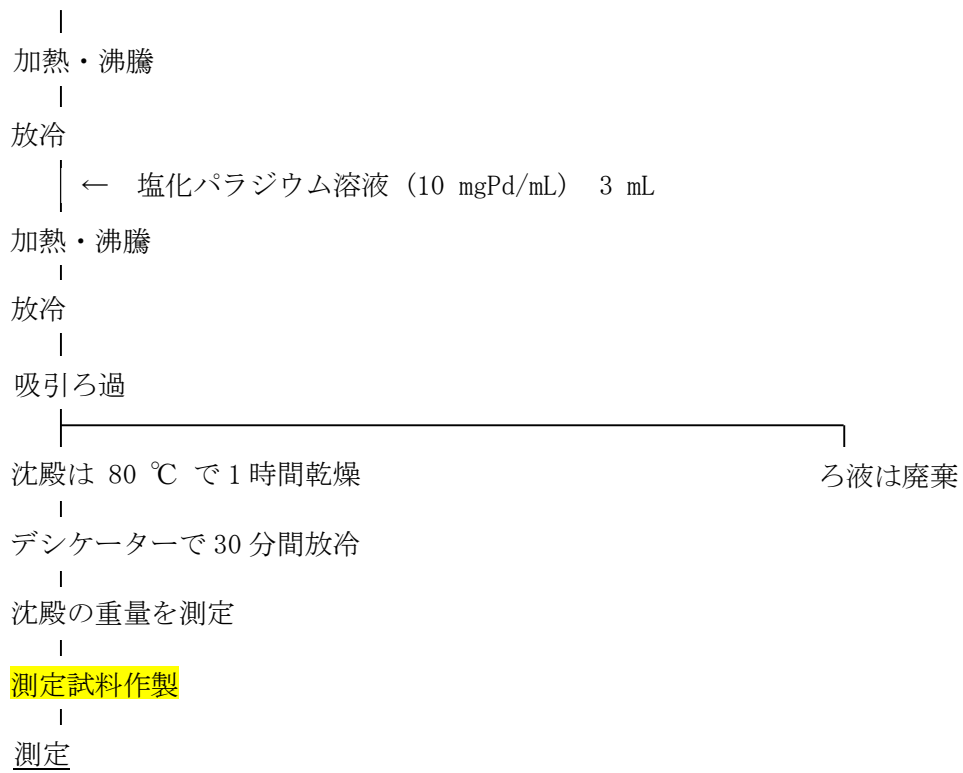 加熱・沸騰
放冷
← 塩化パラジウム溶液 (10 mgPd/mL) 3 mL
加熱・沸騰
放冷
吸引ろ過
沈殿は 80 ℃ で1時間乾燥
ろ液は廃棄
デシケーターで30分間放冷
沈殿の重量を測定
測定試料作製
測定